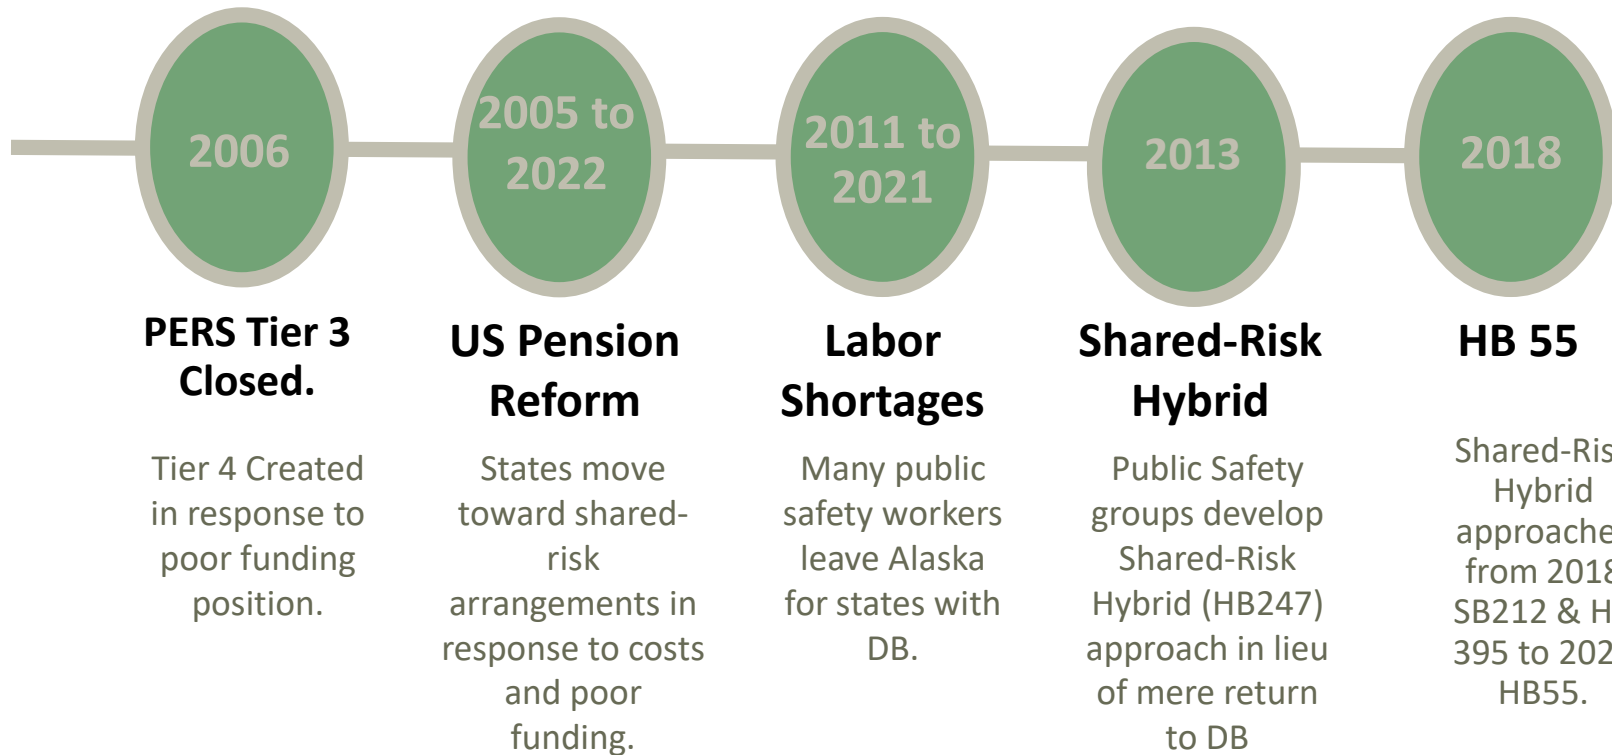 2006
2005 to
2022
2011 to
2021
2013
2018
PERS Tier 3
Closed.
Tier 4 Created
in response to
poor funding
position.
US Pension
Reform
States move
toward shared-
risk
arrangements in
response to costs
and poor
funding.
Labor
Shortages
Many public
safety workers
leave Alaska
for states with
DB.
Shared-Risk
Hybrid
Public Safety
groups develop
Shared-Risk
Hybrid (HB247)
approach in lieu
of mere return
to DB
HB 55
Hybrid
from 2018
SB212 &
395 to
HB55.